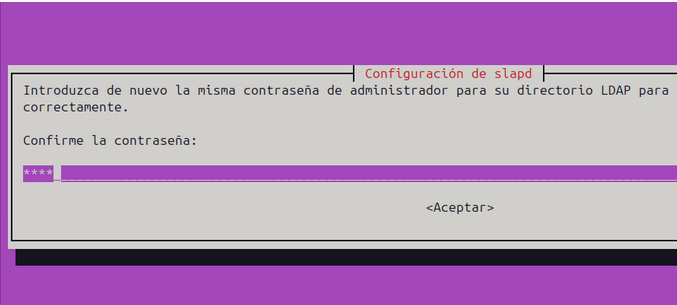 Configuración de slapd
Introduzca de nuevo la misma contraseña de administrador para su directorio LDAP para
correctamente.
Confirme la contraseña:
****
<Aceptar>